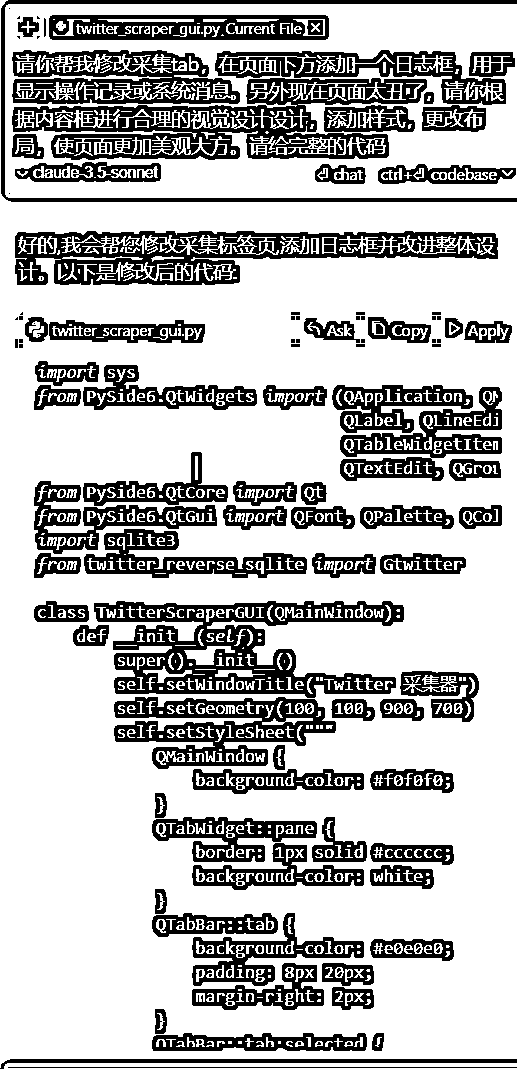 twitter_scraper_gui.py Current File
请你帮我修改采集tab，在页面下方添加一个日志框，用于
显示操作记录或系统消息。另外现在页面太丑了，请你根
据内容框进行合理的视觉设计设计，添加样式，更改布
局，使页面更加美观大方。请给完整的代码
claude-3.5-sonnet chat ctrl+⏎ codebase
好的,我会帮您修改采集标签页,添加日志框并改进整体设
计。以下是修改后的代码:
twitter_scraper_gui.py Ask Copy Apply
import sys
from PySide6.QtWidgets import (QApplication,
QLabel, QLineEdi
QTableWidgetItem
QTextEdit, QGrou
from PySide6.QtCore import Qt
from PySide6.QtGui import QFont, QPalette, QCol
import sqlite3
from twitter_reverse_sqlite import Gtwitter
class TwitterScraperGUI(QMainWindow):
def __init__(self):
super().__init__()
self.setWindowTitle("Twitter 采集器")
self.setGeometry(100, 100, 900, 700)
self.setStyleSheet("""
QMainWindow {
background-color: #f0f0f0;
}
QTabWidget::pane {
border: 1px solid #cccccc;
background-color: white;
}
QTabBar::tab {
background-color: #e0e0e0;
padding: 8px 20px;
margin-right: 2px;
}
QTabBar::tab:selected {